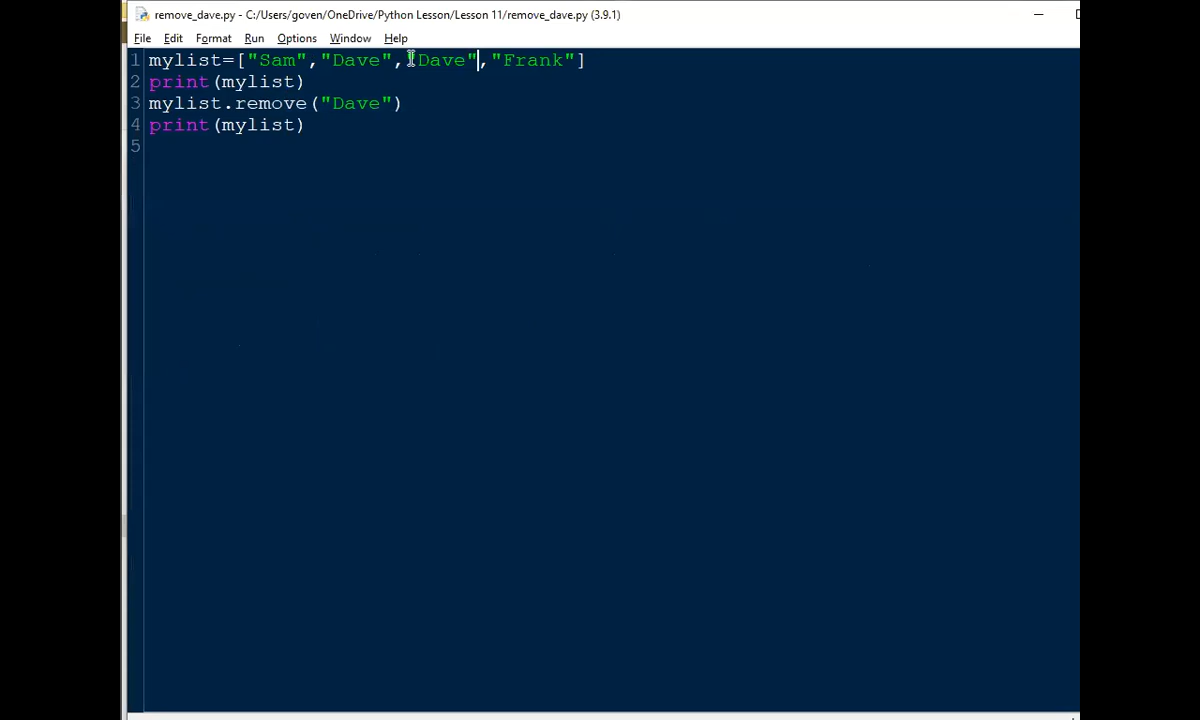 remove_dave.py - C:/Users/goven/OneDrive/Python Lesson/Lesson 11/remove_dave.py (3.9.1)
File Edit Format Run Options Window Help
1 mylist=["Sam","Dave","Dave","Frank"]
2 print(mylist)
3 mylist.remove("Dave")
4 print(mylist)
5